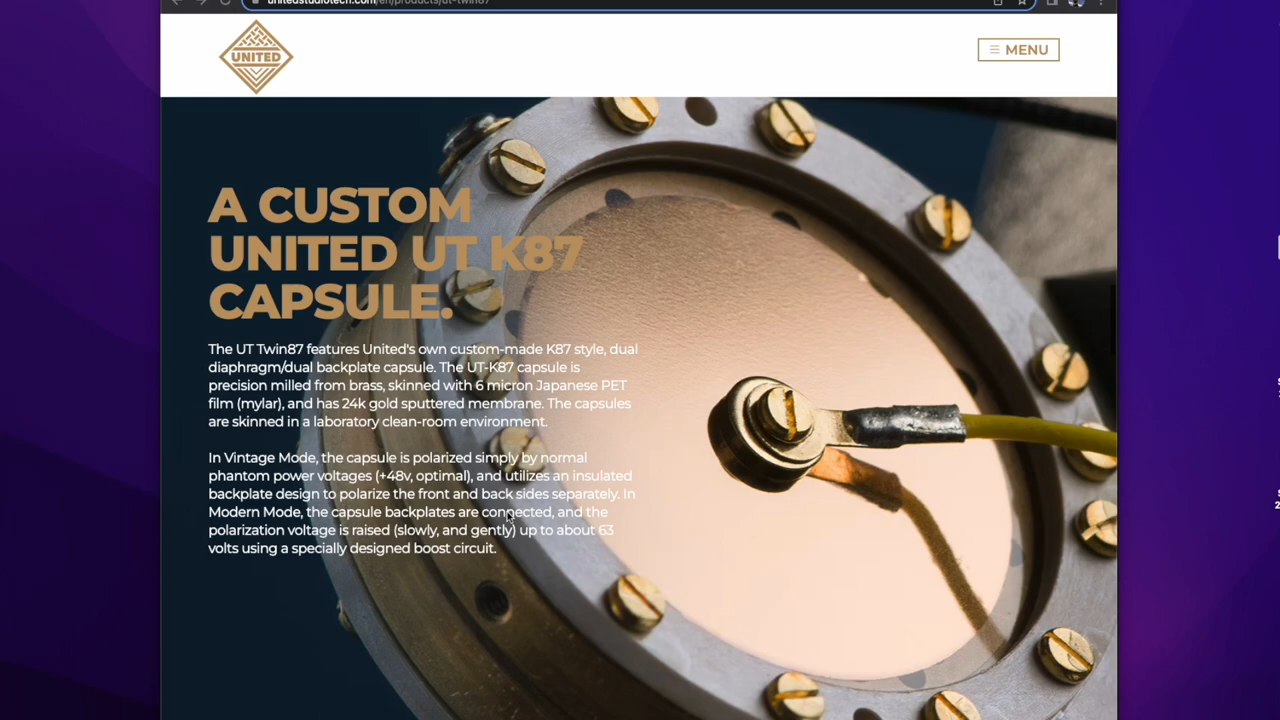 unitedstudiotech.com/en/products/ut-twin87
UNITED
MENU
A CUSTOM
UNITED UT K87
CAPSULE.
The UT Twin87 features United's own custom-made K87 style, dual
diaphragm/dual backplate capsule. The UT-K87 capsule is
precision milled from brass, skinned with 6 micron Japanese PET
film (mylar), and has 24k gold sputtered membrane. The capsules
are skinned in a laboratory clean-room environment.
In Vintage Mode, the capsule is polarized simply by normal
phantom power voltages (+48v, optimal), and utilizes an insulated
backplate design to polarize the front and back sides separately. In
Modern Mode, the capsule backplates are connected, and the
polarization voltage is raised (slowly, and gently) up to about 63
volts using a specially designed boost circuit.